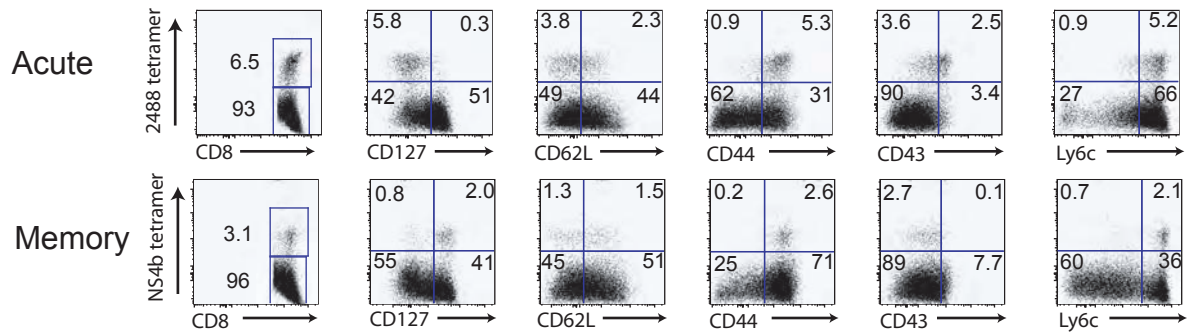 5.8 0.3 3.8 2.3 0.9 5.3 3.6 2.5 0.9 5.2
Acute 2488 tetramer 6.5
93 42 51 49 44 62 31 90 3.4 27 66
CD8 CD127 CD62L CD44 CD43 Ly6c
0.8 2.0 1.3 1.5 0.2 2.6 2.7 0.1 0.7 2.1
Memory NS4b tetramer 3.1
96 55 41 45 51 25 71 89 7.7 60 36
CD8 CD127 CD62L CD44 CD43 Ly6c